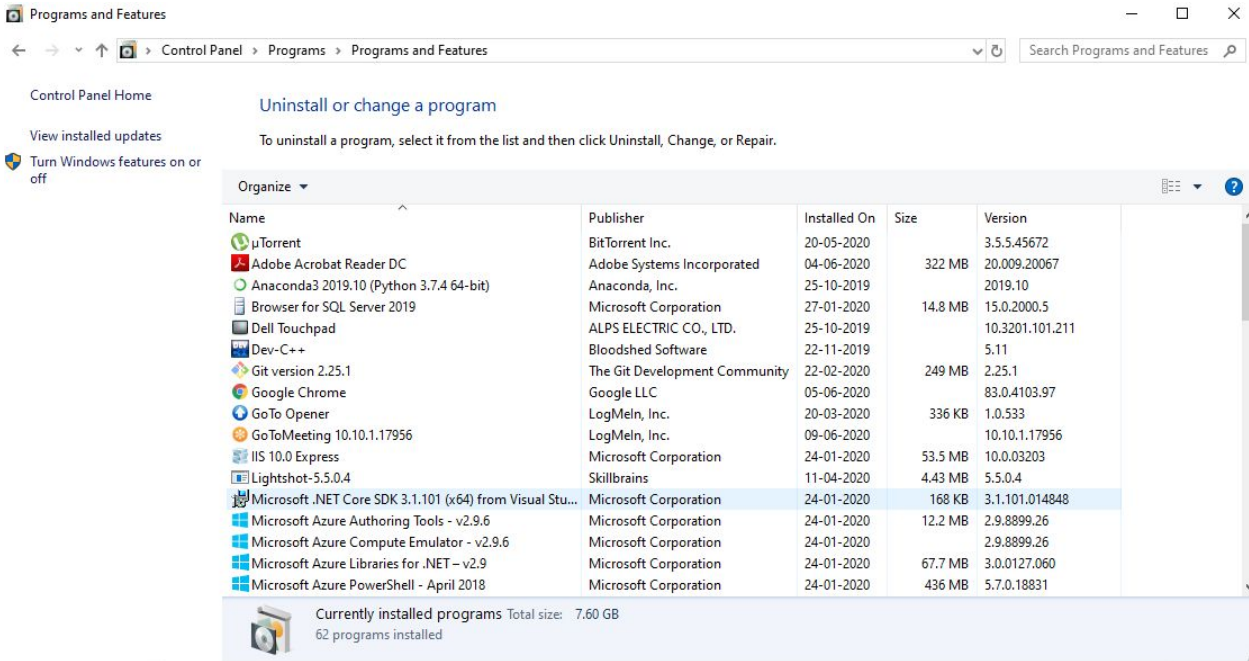 Programs and Features
Control Panel > Programs > Programs and Features
Search Programs and Features
Control Panel Home
View installed updates
Turn Windows features on or
off
Uninstall or change a program
To uninstall a program, select it from the list and then click Uninstall, Change, or Repair.
Organize
Name Publisher Installed On Size Version
µTorrent BitTorrent Inc. 20-05-2020 3.5.5.45672
Adobe Acrobat Reader DC Adobe Systems Incorporated 04-06-2020 322 MB 20.009.20067
Anaconda3 2019.10 (Python 3.7.4 64-bit) Anaconda, Inc. 25-10-2019 2019.10
Browser for SQL Server 2019 Microsoft Corporation 27-01-2020 14.8 MB 15.0.2000.5
Dell Touchpad ALPS ELECTRIC CO., LTD. 25-10-2019 10.3201.101.211
Dev-C++ Bloodshed Software 22-11-2019 5.11
Git version 2.25.1 The Git Development Community 22-02-2020 249 MB 2.25.1
Google Chrome Google LLC 05-06-2020 83.0.4103.97
GoTo Opener LogMeIn, Inc. 20-03-2020 336 KB 1.0.533
GoToMeeting 10.10.1.17956 LogMeIn, Inc. 09-06-2020 10.10.1.17956
IIS 10.0 Express Microsoft Corporation 24-01-2020 53.5 MB 10.0.03203
Lightshot-5.5.0.4 Skillbrains 11-04-2020 4.43 MB 5.5.0.4
Microsoft .NET Core SDK 3.1.101 (x64) from Visual Stu... Microsoft Corporation 24-01-2020 168 KB 3.1.101.014848
Microsoft Azure Authoring Tools - v2.9.6 Microsoft Corporation 24-01-2020 12.2 MB 2.9.8899.26
Microsoft Azure Compute Emulator - v2.9.6 Microsoft Corporation 24-01-2020 2.9.8899.26
Microsoft Azure Libraries for .NET – v2.9 Microsoft Corporation 24-01-2020 67.7 MB 3.0.0127.060
Microsoft Azure PowerShell - April 2018 Microsoft Corporation 24-01-2020 436 MB 5.7.0.18831
Currently installed programs Total size: 7.60 GB
62 programs installed